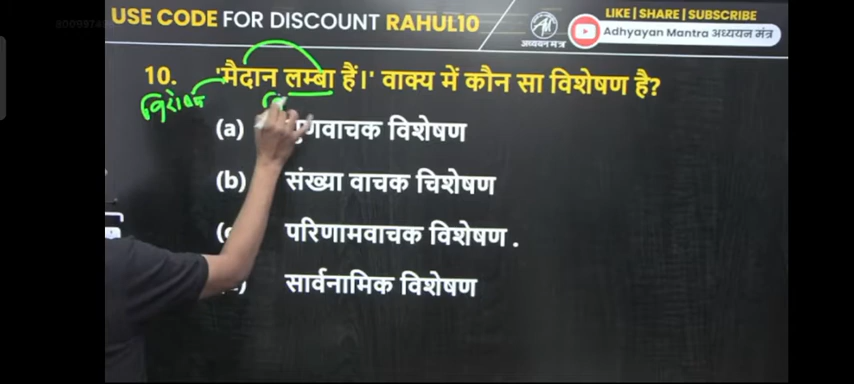 USE CODE FOR DISCOUNT RAHUL10
LIKE | SHARE | SUBSCRIBE
Adhyayan Mantra अध्ययन मंत्र
अध्ययन मंत्र
10. 'मैदान लम्बा हैं।' वाक्य में कौन सा विशेषण है?
(a) वाचक विशेषण
(b) संख्या वाचक चिशेषण
परिणामवाचक विशेषण .
सार्वनामिक विशेषण